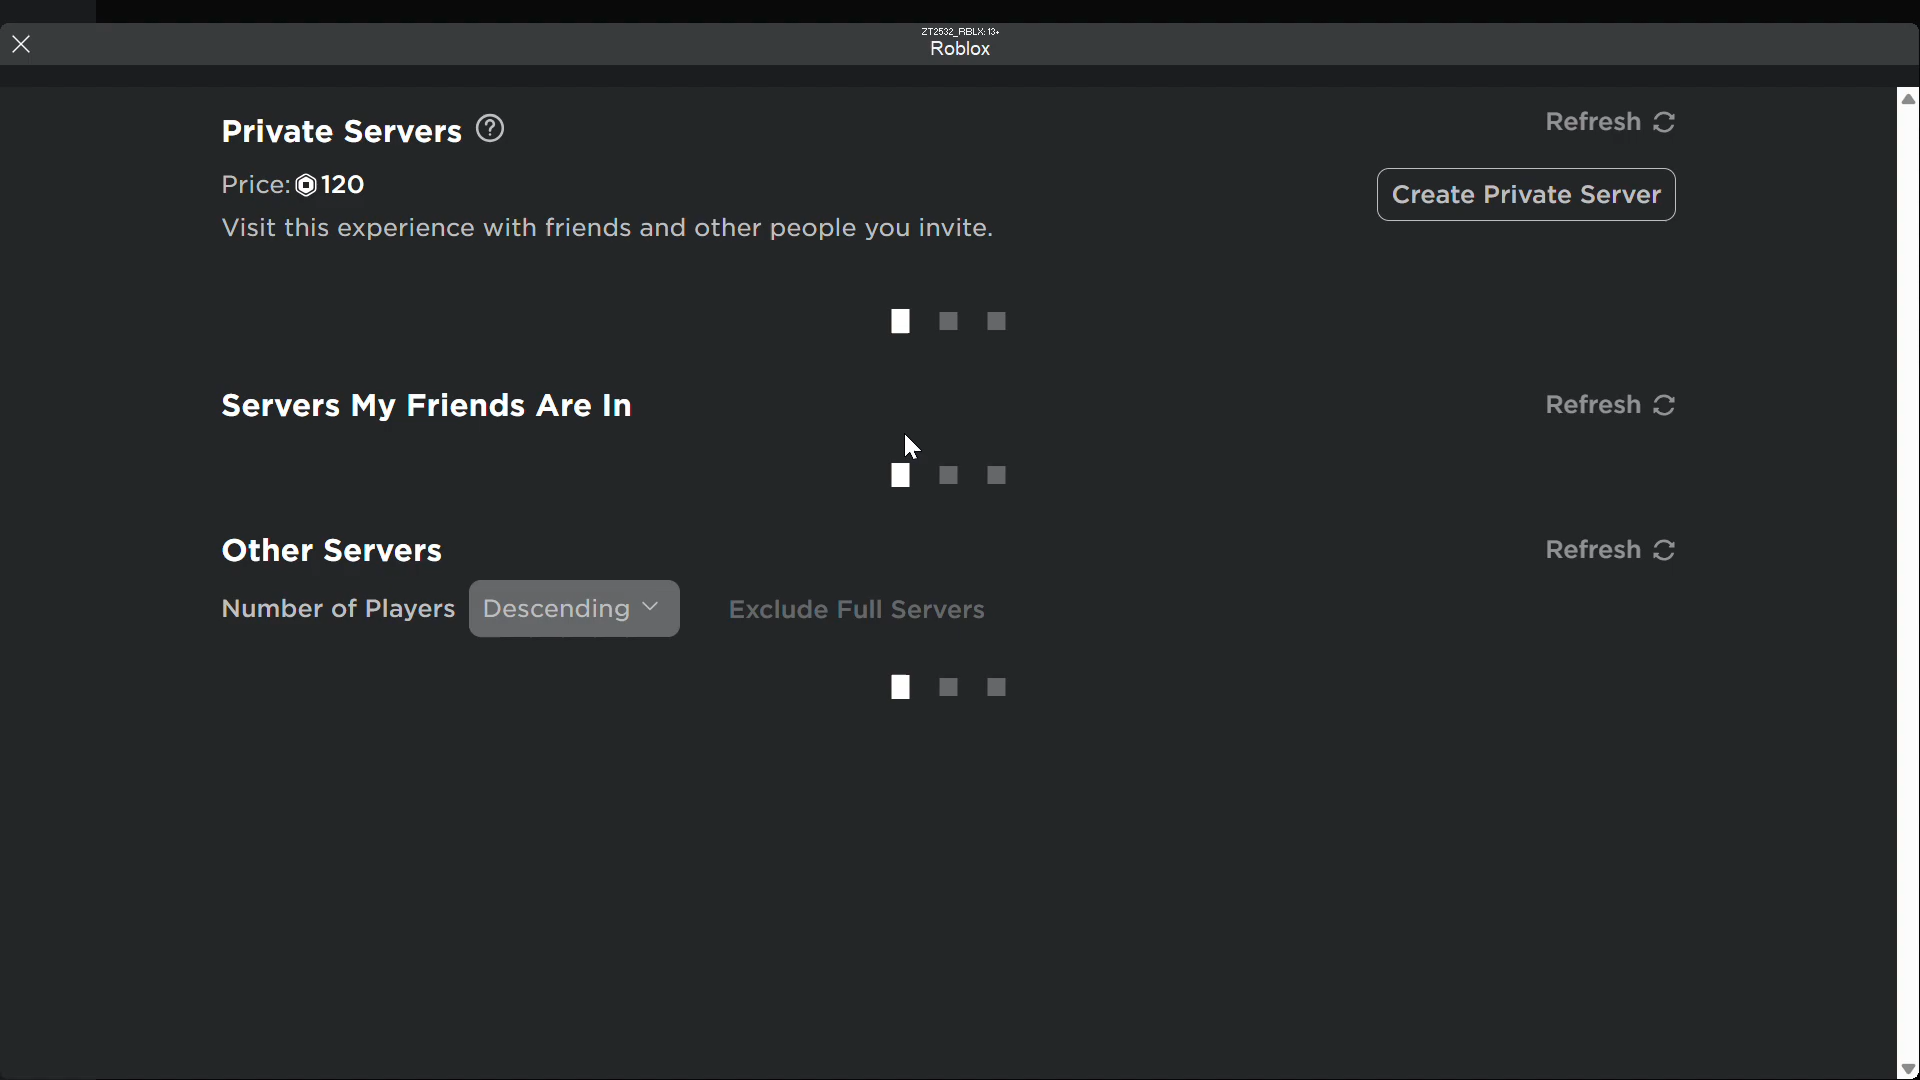 ZT2532_RBLX: 13+
Roblox
Private Servers
Refresh
Price: 120
Create Private Server
Visit this experience with friends and other people you invite.
Servers My Friends Are In
Refresh
Other Servers
Refresh
Number of Players Descending Exclude Full Servers